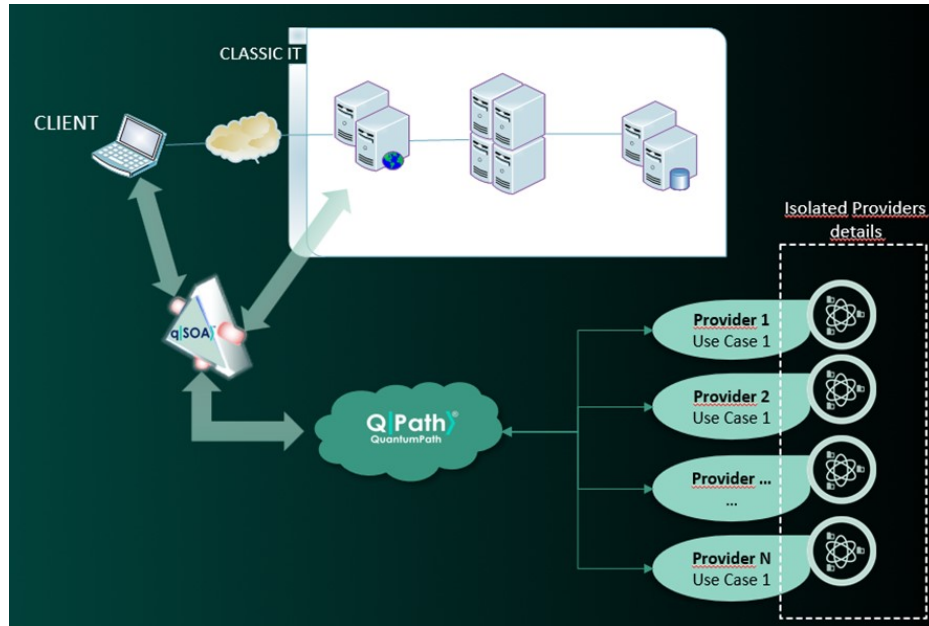 CLASSIC IT
CLIENT
Isolated Providers
details
q|SOA⟩
Provider 1
Use Case 1
Provider 2
Use Case 1
Q|Path⟩®
QuantumPath
Provider ...
...
Provider N
Use Case 1